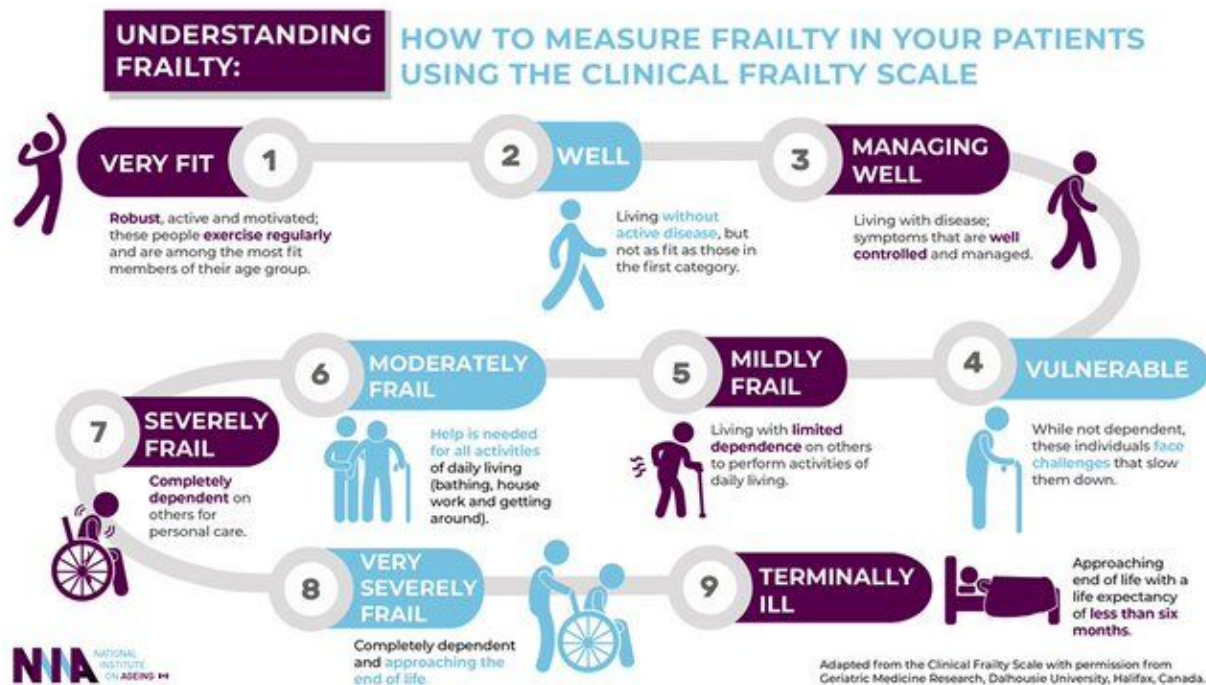 UNDERSTANDING
FRAILTY:
HOW TO MEASURE FRAILTY IN YOUR PATIENTS
USING THE CLINICAL FRAILTY SCALE
VERY FIT
1
Robust, active and motivated;
these people exercise regularly
and are among the most fit
members of their age group.
2
WELL
Living without
active disease, but
not as fit as those in
the first category.
3
MANAGING
WELL
Living with disease;
symptoms that are well
controlled and managed.
4
VULNERABLE
While not dependent,
these individuals face
challenges that slow
them down.
5
MILDLY
FRAIL
Living with limited
dependence on others
to perform activities of
daily living.
6
MODERATELY
FRAIL
Help is needed
for all activities
of daily living
(bathing, house
work and getting
around).
7
SEVERELY
FRAIL
Completely
dependent on
others for
personal care.
8
VERY
SEVERELY
FRAIL
Completely dependent
and approaching the
end of life.
9
TERMINALLY
ILL
Approaching
end of life with a
life expectancy
of less than six
months.
NIA
NATIONAL
INSTITUTE
ON AGEING
Adapted from the Clinical Frailty Scale with permission from
Geriatric Medicine Research, Dalhousie University, Halifax, Canada.